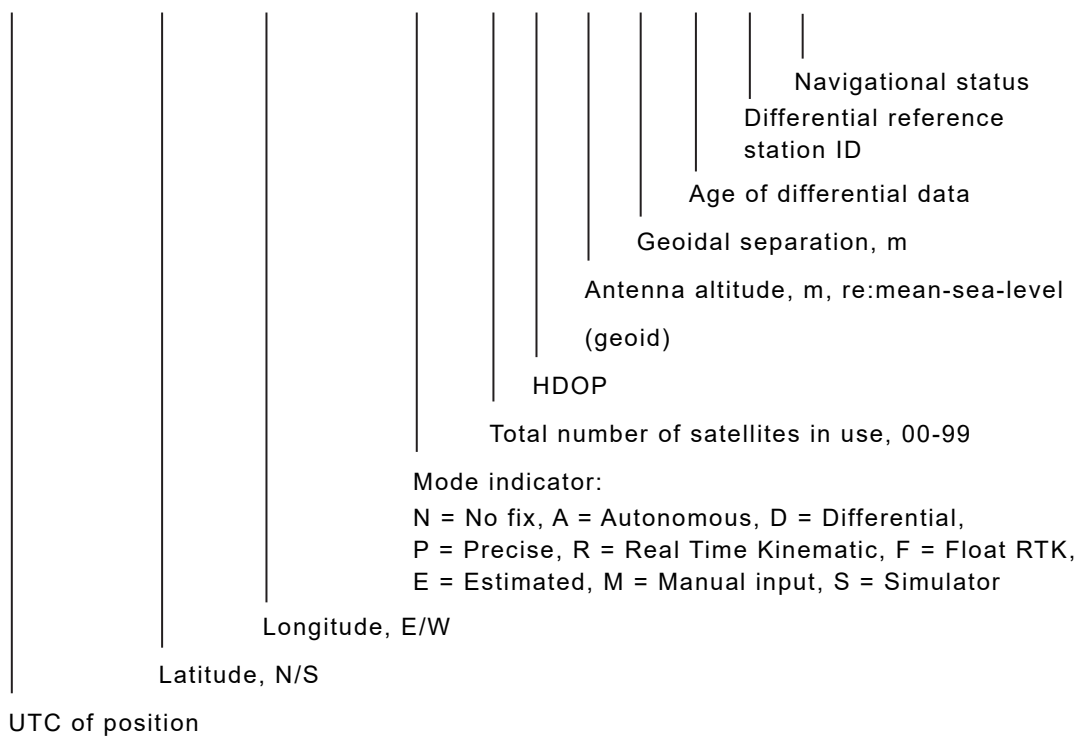 Navigational status
Differential reference
station ID
Age of differential data
Geoidal separation, m
Antenna altitude, m, re:mean-sea-level
(geoid)
HDOP
Total number of satellites in use, 00-99
Mode indicator:
N = No fix, A = Autonomous, D = Differential,
P = Precise, R = Real Time Kinematic, F = Float RTK,
E = Estimated, M = Manual input, S = Simulator
Longitude, E/W
Latitude, N/S
UTC of position